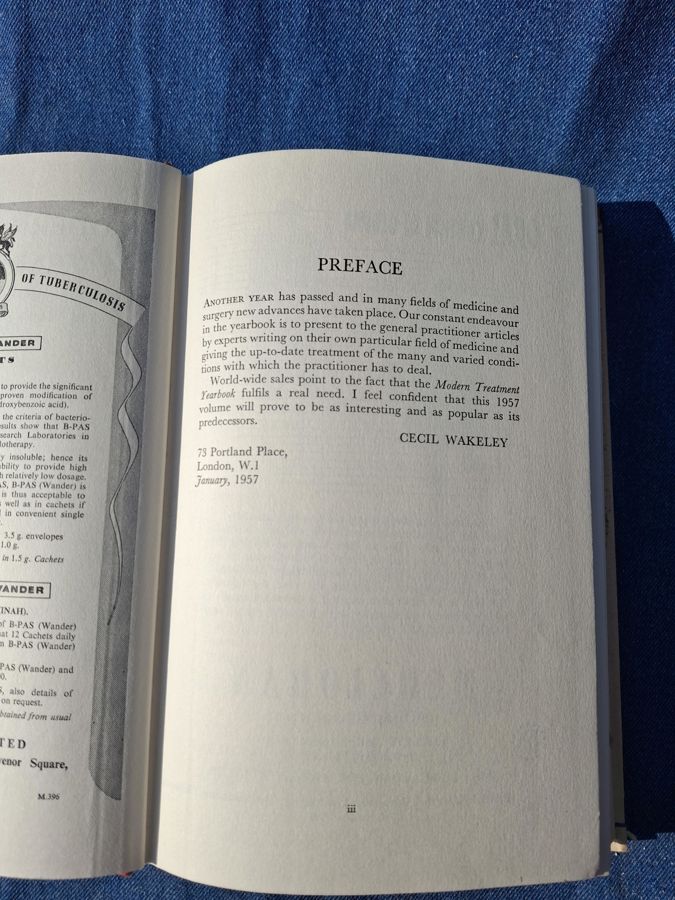 OF TUBERCULOSIS
ANDER
TS
to provide the significant
proven modification of
droxybenzoic acid).
the criteria of bacterio-
sults show that B-PAS
search Laboratories in
otherapy.
y insoluble; hence its
bility to provide high
h relatively low dosage.
AS, B-PAS (Wander) is
is thus acceptable to
s well as in cachets if
d in convenient single
3.5 g. envelopes
1.0 g.
in 1.5 g. Cachets
WANDER
(INAH).
of B-PAS (Wander)
hat 12 Cachets daily
n B-PAS (Wander)
PAS (Wander) and
0.
S, also details of
on request.
btained from usual
TED
venor Square,
M.396
PREFACE
ANOTHER YEAR has passed and in many fields of medicine and
surgery new advances have taken place. Our constant endeavour
in the yearbook is to present to the general practitioner articles
by experts writing on their own particular field of medicine and
giving the up-to-date treatment of the many and varied condi-
tions with which the practitioner has to deal.
World-wide sales point to the fact that the Modern Treatment
Yearbook fulfils a real need. I feel confident that this 1957
volume will prove to be as interesting and as popular as its
predecessors.
CECIL WAKELEY
73 Portland Place,
London, W.1
January, 1957
iii